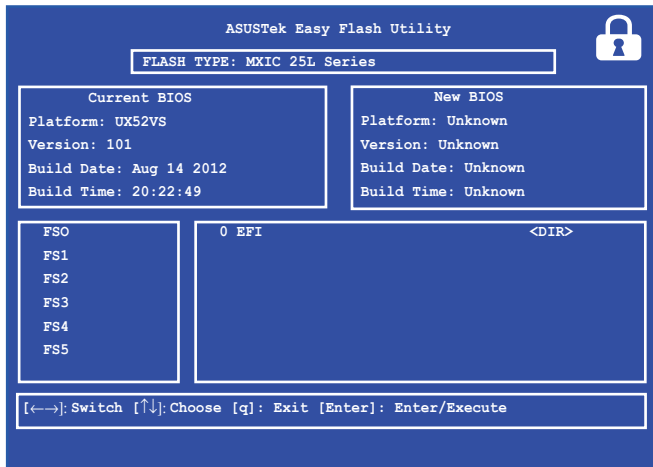 ASUSTek Easy Flash Utility
FLASH TYPE: MXIC 25L Series
Current BIOS
Platform: UX52VS
Version: 101
Build Date: Aug 14 2012
Build Time: 20:22:49
New BIOS
Platform: Unknown
Version: Unknown
Build Date: Unknown
Build Time: Unknown
FSO
FS1
FS2
FS3
FS4
FS5
0 EFI <DIR>
[←→]: Switch [↑↓]: Choose [q]: Exit [Enter]: Enter/Execute